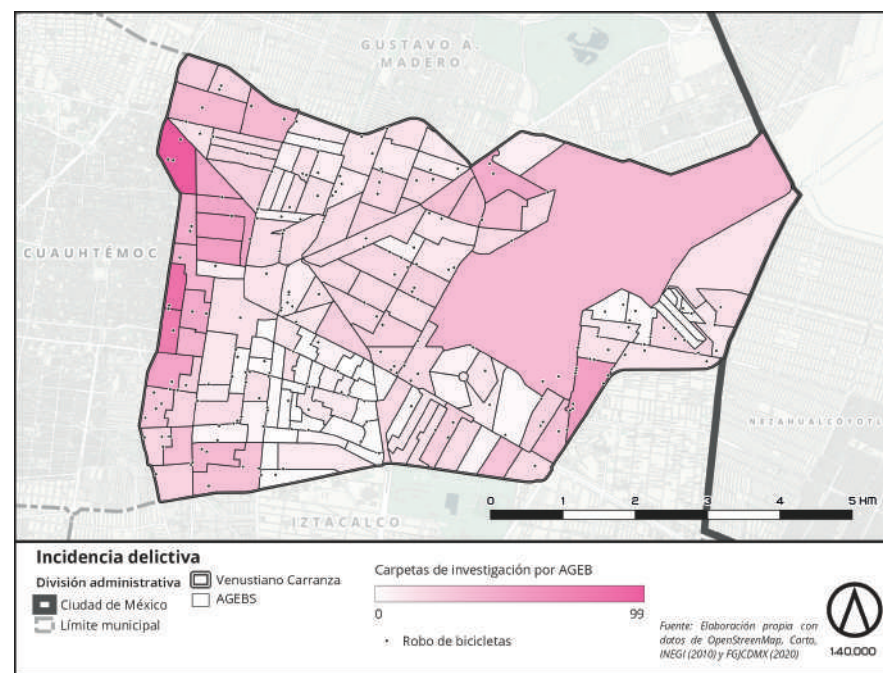 GUSTAVO A.
MADERO
CUAUHTÉMOC
NEZAHUALCÓYOTL
IZTACALCO
0 1 2 3 4 5 HM
Incidencia delictiva
División administrativa
Ciudad de México
Límite municipal
Venustiano Carranza
AGEBS
Carpetas de investigación por AGEB
0 99
Robo de bicicletas
Fuente: Elaboración propia con
datos de OpenStreenMap, Carto,
INEGI (2010) y FGJCDMX (2020)
1:40.000